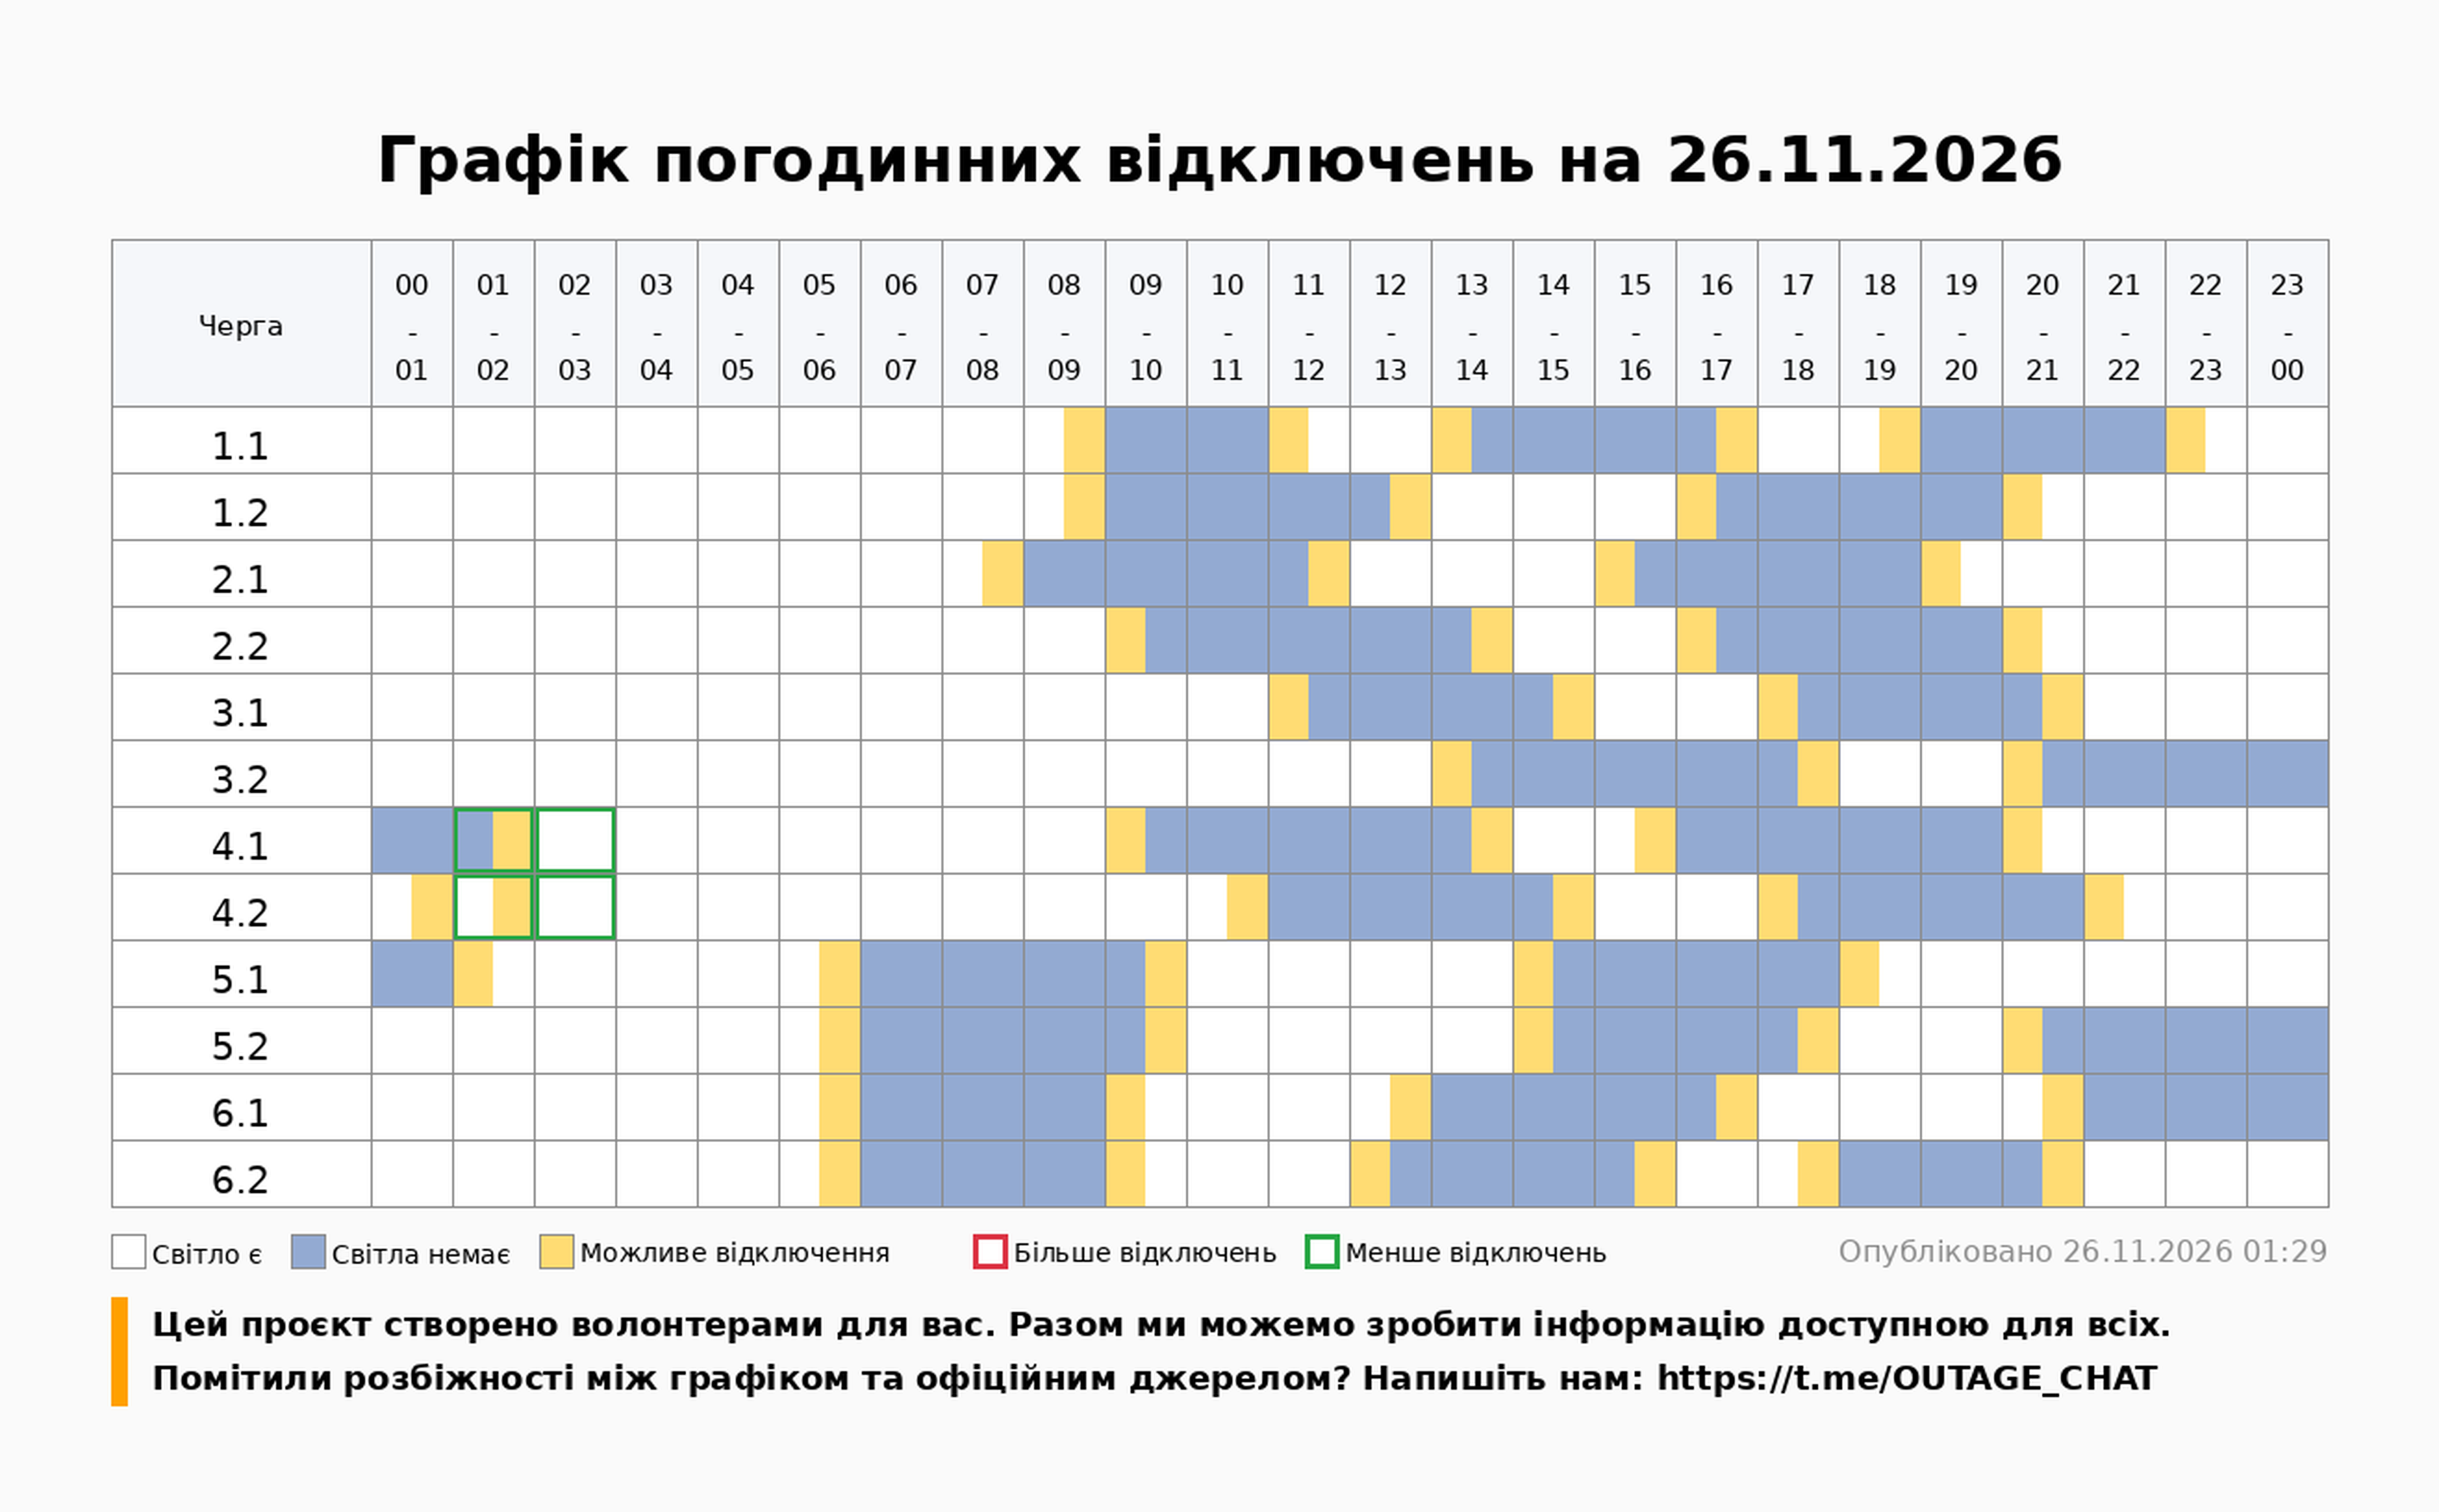 Графік погодинних відключень на 26.11.2026
Черга
00 - 01
01 - 02
02 - 03
03 - 04
04 - 05
05 - 06
06 - 07
07 - 08
08 - 09
09 - 10
10 - 11
11 - 12
12 - 13
13 - 14
14 - 15
15 - 16
16 - 17
17 - 18
18 - 19
19 - 20
20 - 21
21 - 22
22 - 23
23 - 00
1.1
1.2
2.1
2.2
3.1
3.2
4.1
4.2
5.1
5.2
6.1
6.2
Світло є
Світла немає
Можливе відключення
Більше відключень
Менше відключень
Опубліковано 26.11.2026 01:29
Цей проєкт створено волонтерами для вас. Разом ми можемо зробити інформацію доступною для всіх.
Помітили розбіжності між графіком та офіційним джерелом? Напишіть нам: https://t.me/OUTAGE_CHAT